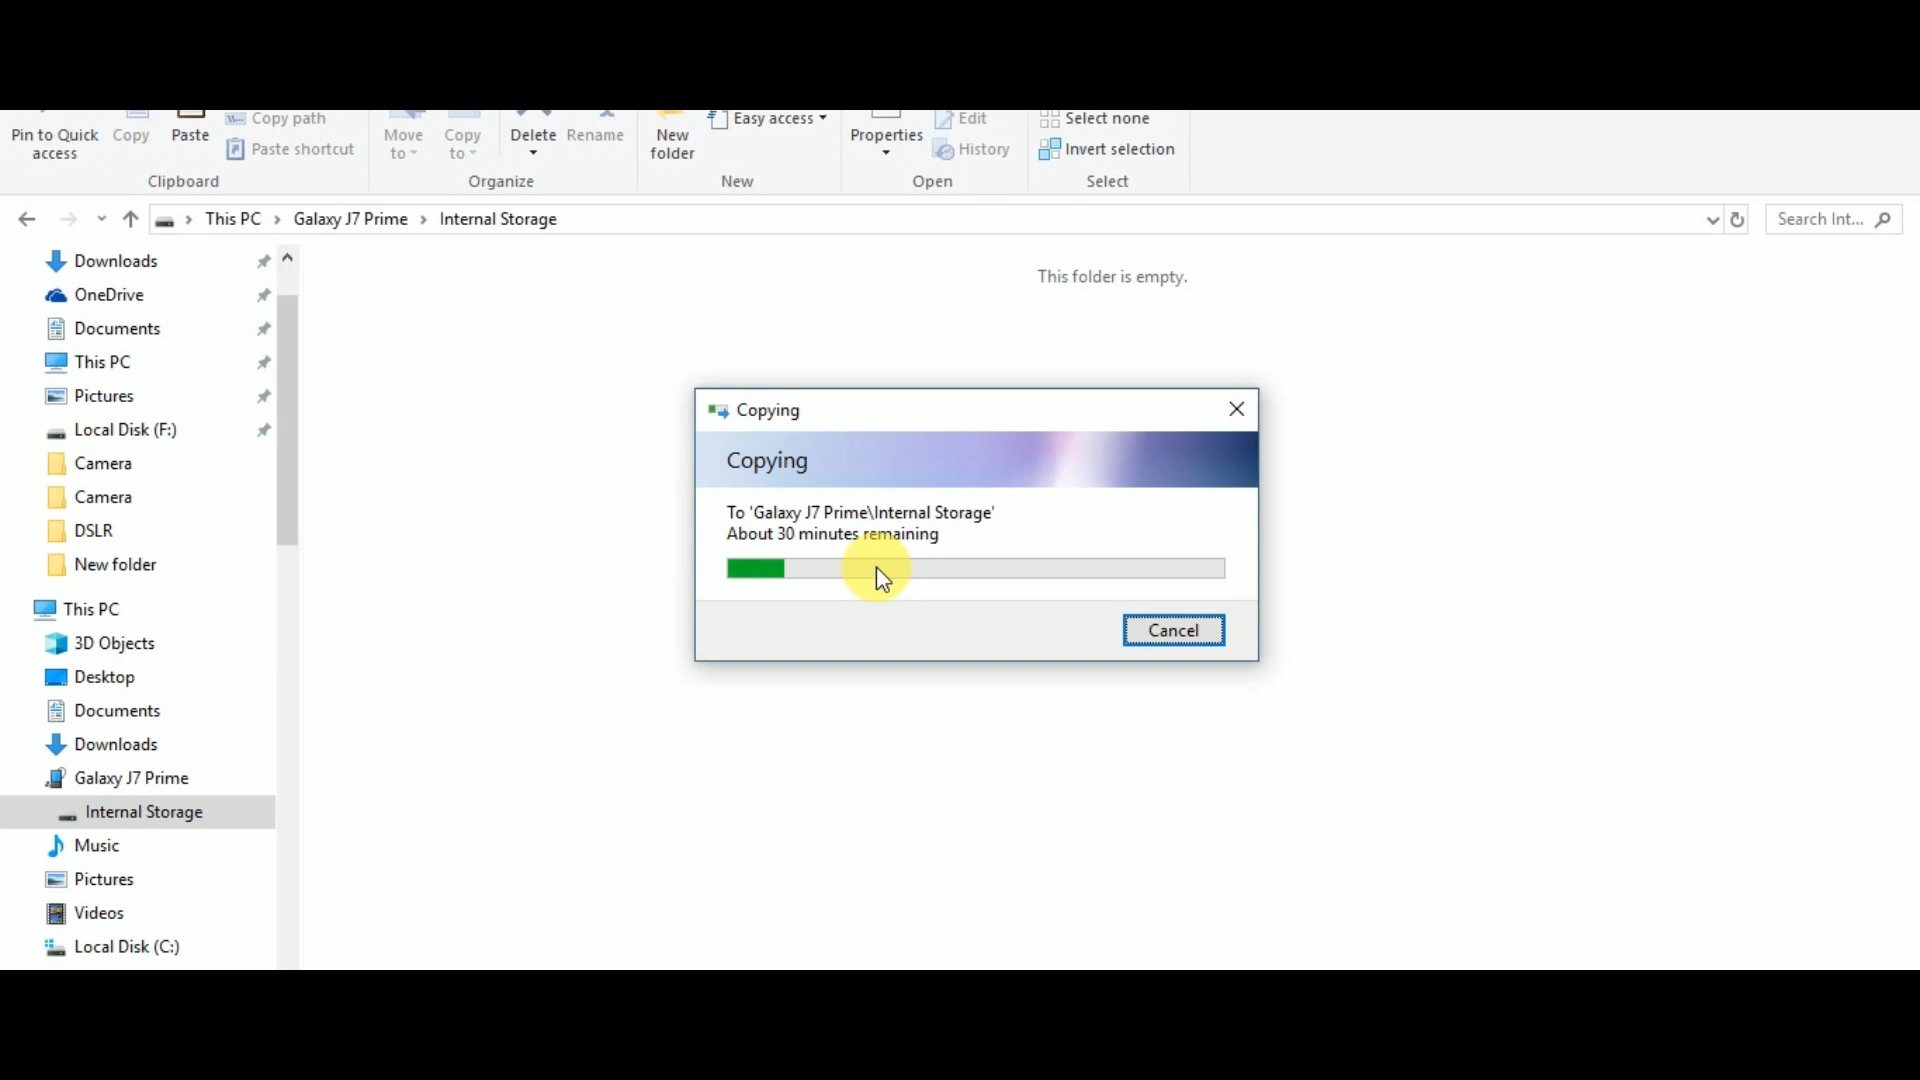 Copy path
Easy access
Edit
Select none
Pin to Quick access
Copy
Paste
Paste shortcut
Move to
Copy to
Delete
Rename
New folder
Properties
History
Invert selection
Clipboard
Organize
New
Open
Select
This PC > Galaxy J7 Prime > Internal Storage
Search Int...
Downloads
OneDrive
Documents
This PC
Pictures
Local Disk (F:)
Camera
Camera
DSLR
New folder
This PC
3D Objects
Desktop
Documents
Downloads
Galaxy J7 Prime
Internal Storage
Music
Pictures
Videos
Local Disk (C:)
This folder is empty.
Copying
Copying
To 'Galaxy J7 Prime\Internal Storage'
About 30 minutes remaining
Cancel